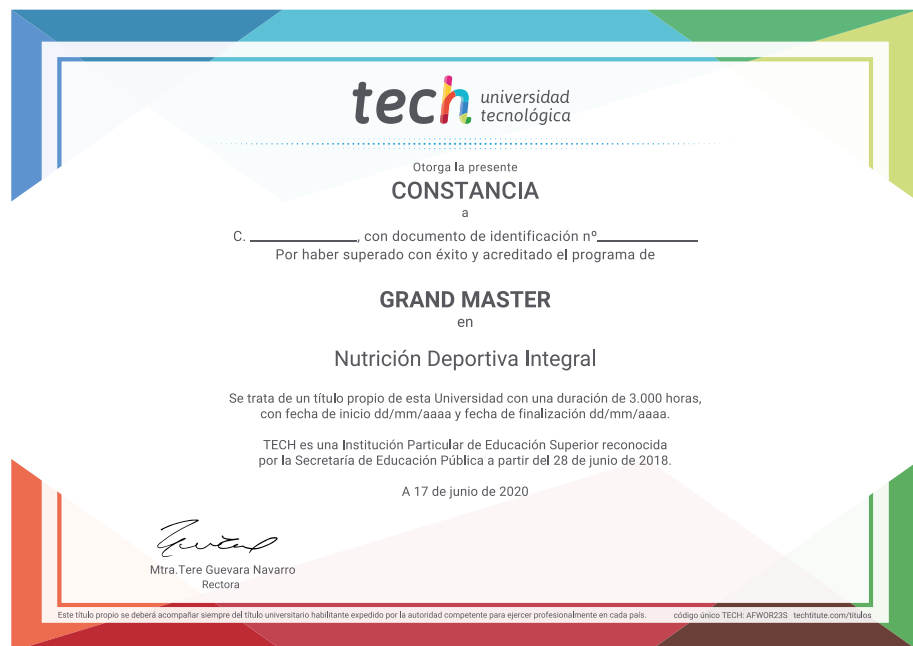 tech universidad
tecnológica
Otorga la presente
CONSTANCIA
a
C. ____________, con documento de identificación nº____________
Por haber superado con éxito y acreditado el programa de
GRAND MASTER
en
Nutrición Deportiva Integral
Se trata de un título propio de esta Universidad con una duración de 3.000 horas,
con fecha de inicio dd/mm/aaaa y fecha de finalización dd/mm/aaaa.
TECH es una Institución Particular de Educación Superior reconocida
por la Secretaría de Educación Pública a partir del 28 de junio de 2018.
A 17 de junio de 2020
Mtra.Tere Guevara Navarro
Rectora
Este título propio se deberá acompañar siempre del título universitario habilitante expedido por la autoridad competente para ejercer profesionalmente en cada país. código único TECH: AFWOR23S techtitute.com/titulos